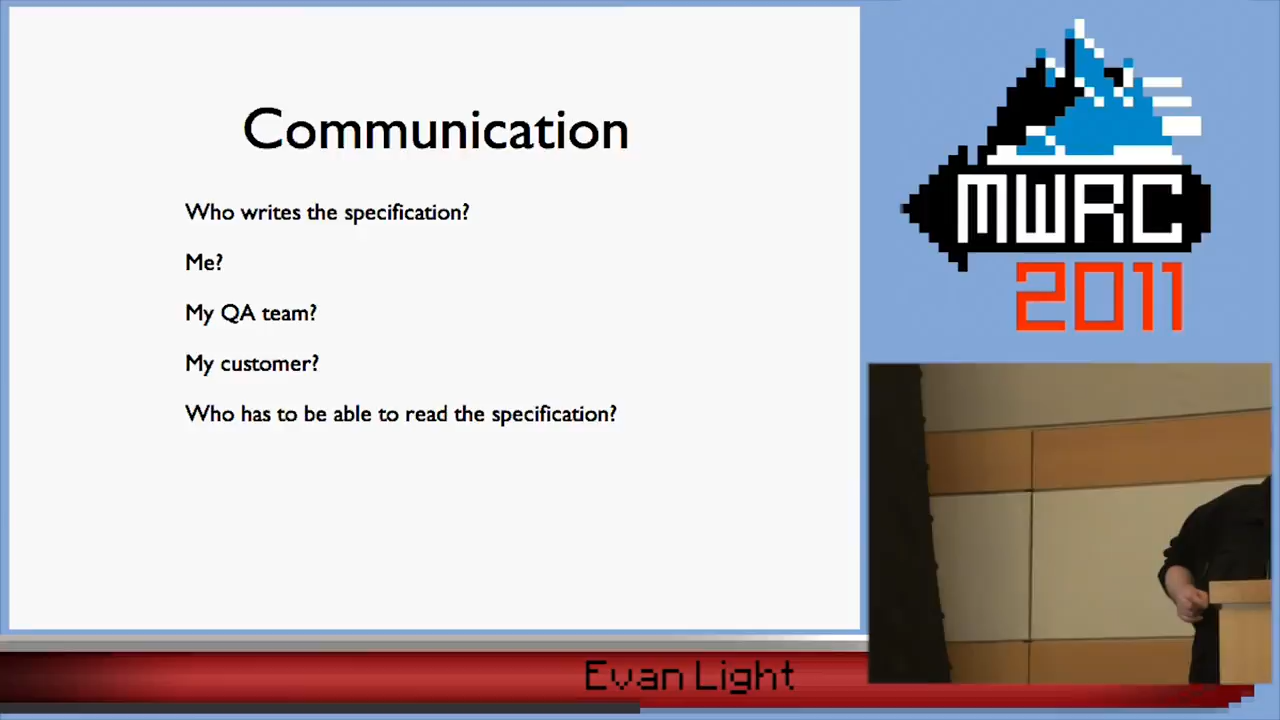 Communication
Who writes the specification?
Me?
My QA team?
My customer?
Who has to be able to read the specification?
MWRC
2011
Evan Light